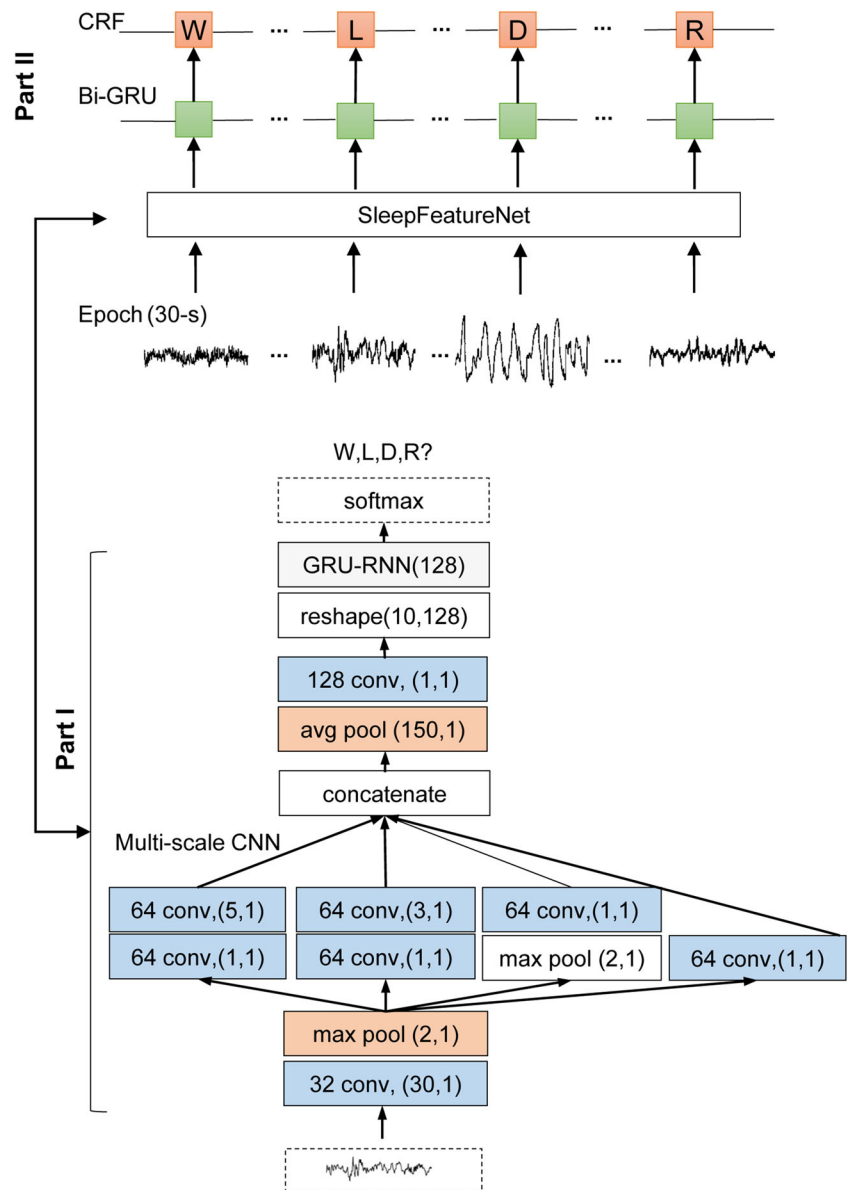 Part II
CRF
W ... L ... D ... R
Bi-GRU
... ... ...
SleepFeatureNet
Epoch (30-s)
... ... ...
W,L,D,R?
softmax
Part I
GRU-RNN(128)
reshape(10,128)
128 conv, (1,1)
avg pool (150,1)
concatenate
Multi-scale CNN
64 conv,(5,1) 64 conv,(3,1) 64 conv,(1,1)
64 conv,(1,1) 64 conv,(1,1) max pool (2,1) 64 conv,(1,1)
max pool (2,1)
32 conv, (30,1)